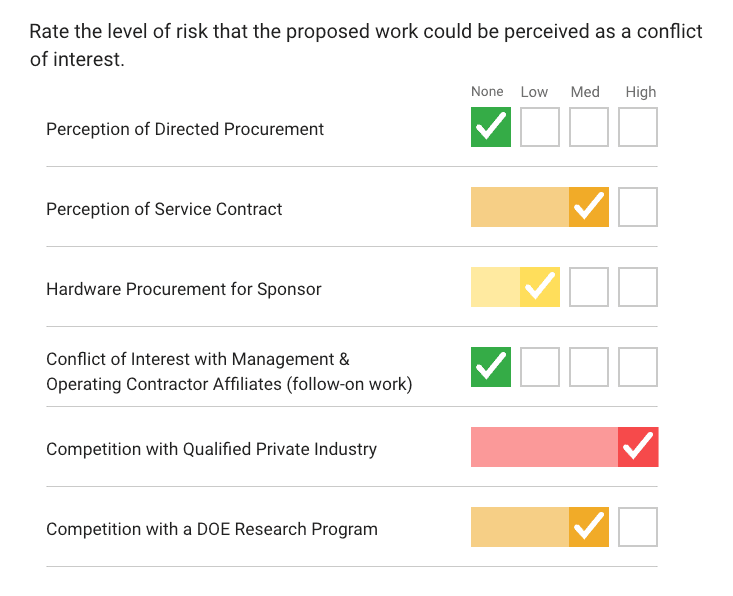 Rate the level of risk that the proposed work could be perceived as a conflict
of interest.
None Low Med High
Perception of Directed Procurement
Perception of Service Contract
Hardware Procurement for Sponsor
Conflict of Interest with Management &
Operating Contractor Affiliates (follow-on work)
Competition with Qualified Private Industry
Competition with a DOE Research Program